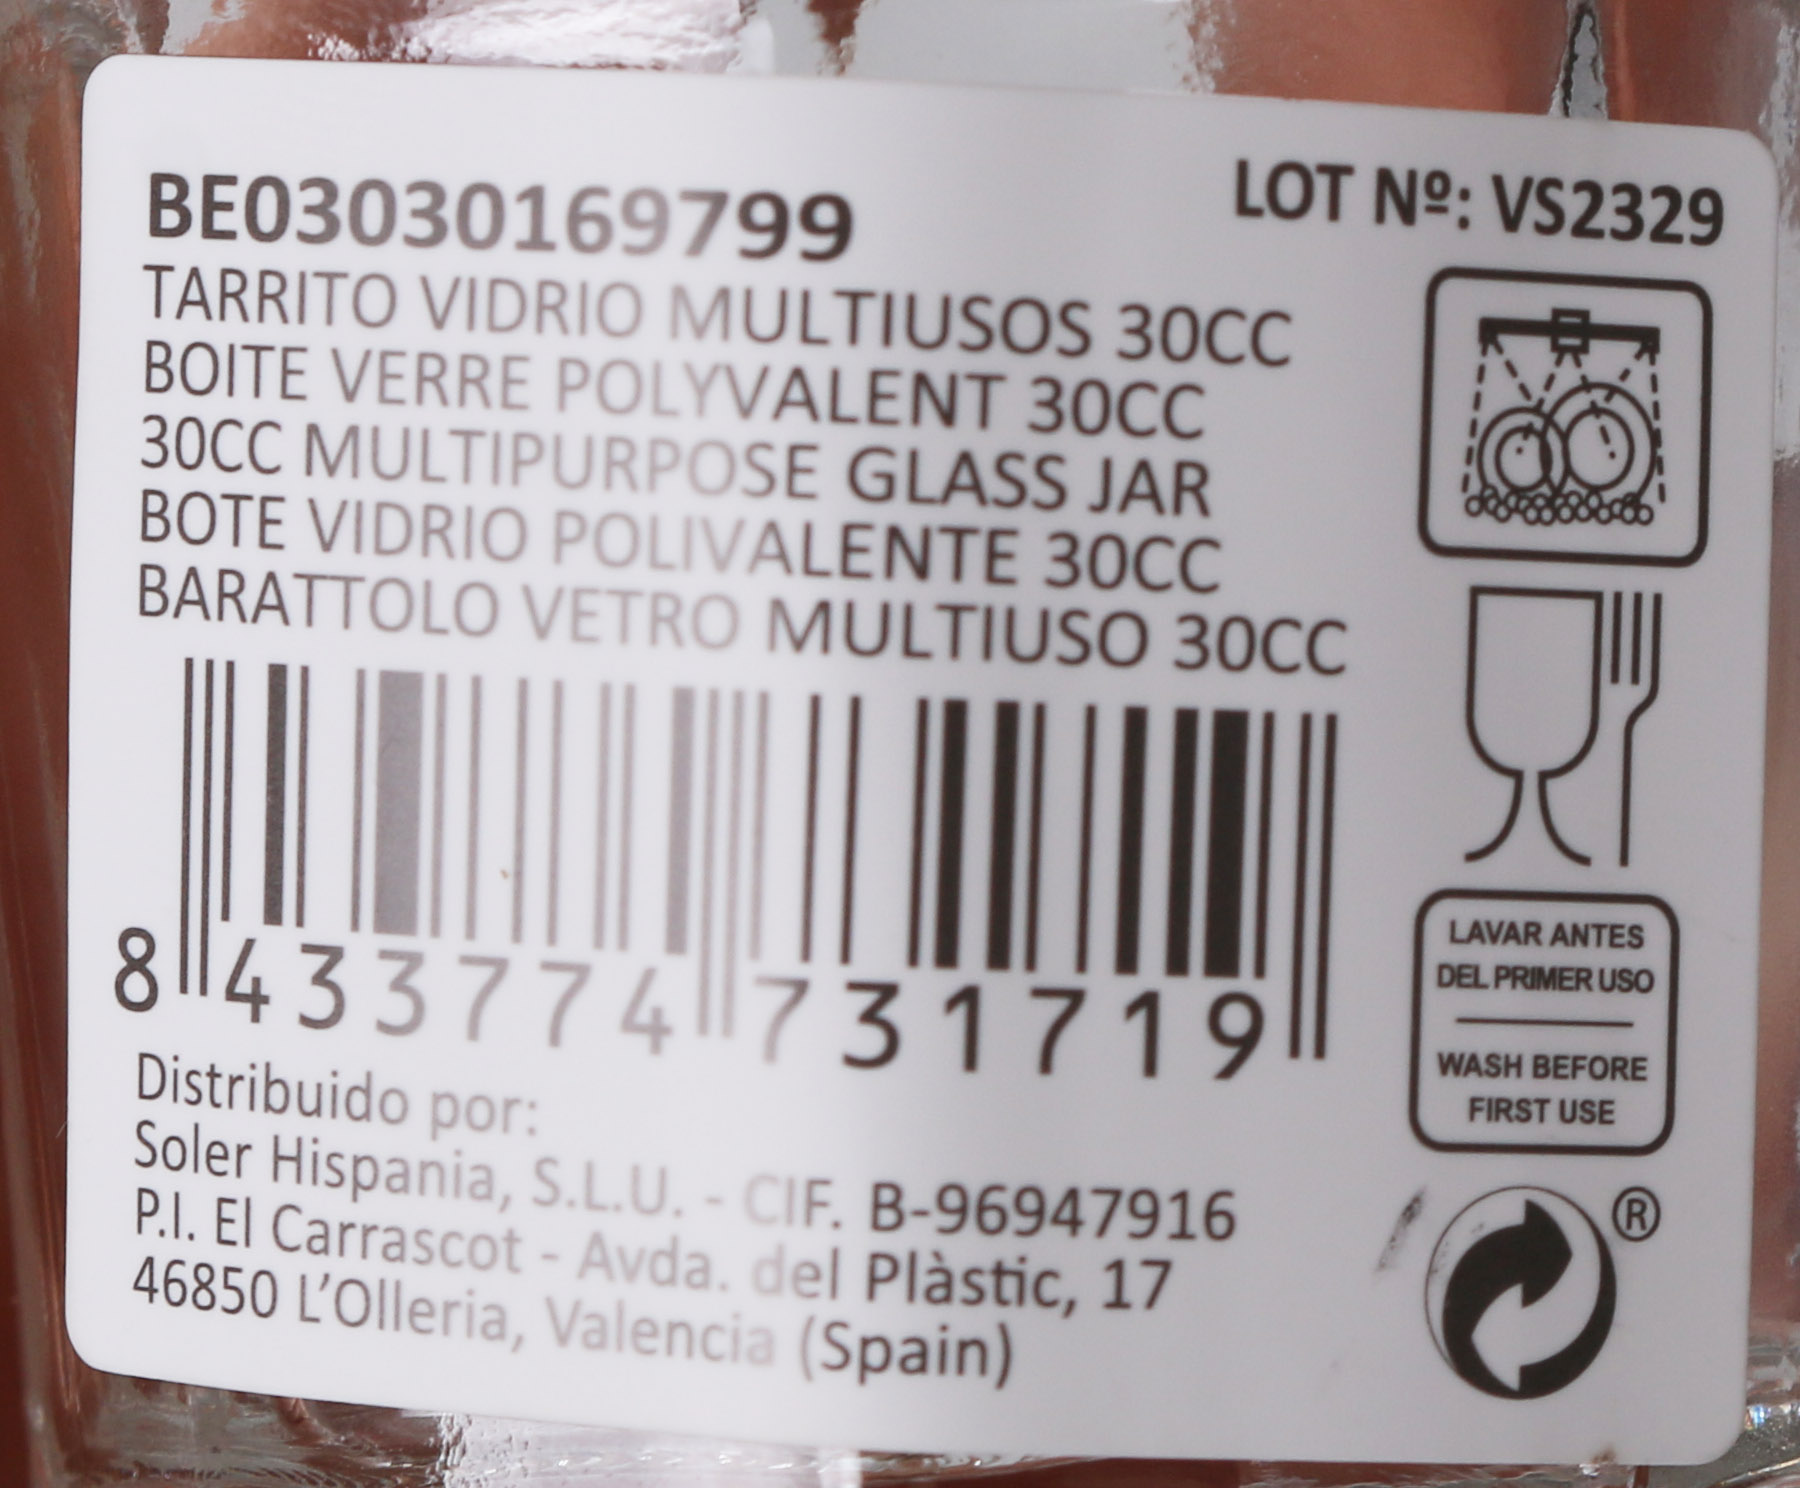 BE03030169799
LOT Nº: VS2329
TARRITO VIDRIO MULTIUSOS 30CC
BOITE VERRE POLYVALENT 30CC
30CC MULTIPURPOSE GLASS JAR
BOTE VIDRIO POLIVALENTE 30CC
BARATTOLO VETRO MULTIUSO 30CC
8 433774 731719
Distribuido por:
Soler Hispania, S.L.U. - CIF. B-96947916
P.I. El Carrascot - Avda. del Plàstic, 17
46850 L'Olleria, Valencia (Spain)
LAVAR ANTES
DEL PRIMER USO
WASH BEFORE
FIRST USE
®